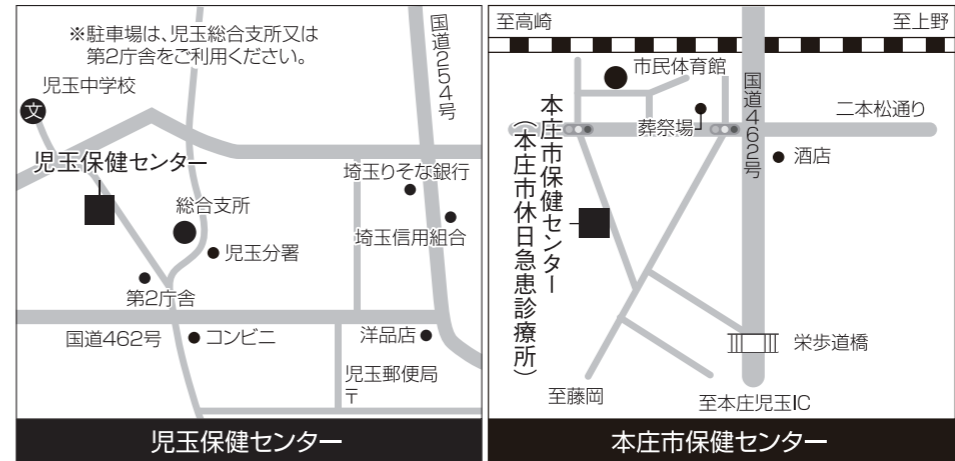 ※駐車場は、児玉総合支所又は
第2庁舎をご利用ください。
国道254号
児玉中学校
文
児玉保健センター
埼玉りそな銀行
総合支所
埼玉信用組合
児玉分署
第2庁舎
国道462号
コンビニ
洋品店
児玉郵便局
〒
児玉保健センター
至高崎
至上野
市民体育館
国道462号
二本松通り
葬祭場
酒店
本庄市保健センター
(本庄市休日急患診療所)
栄歩道橋
至藤岡
至本庄児玉IC
本庄市保健センター